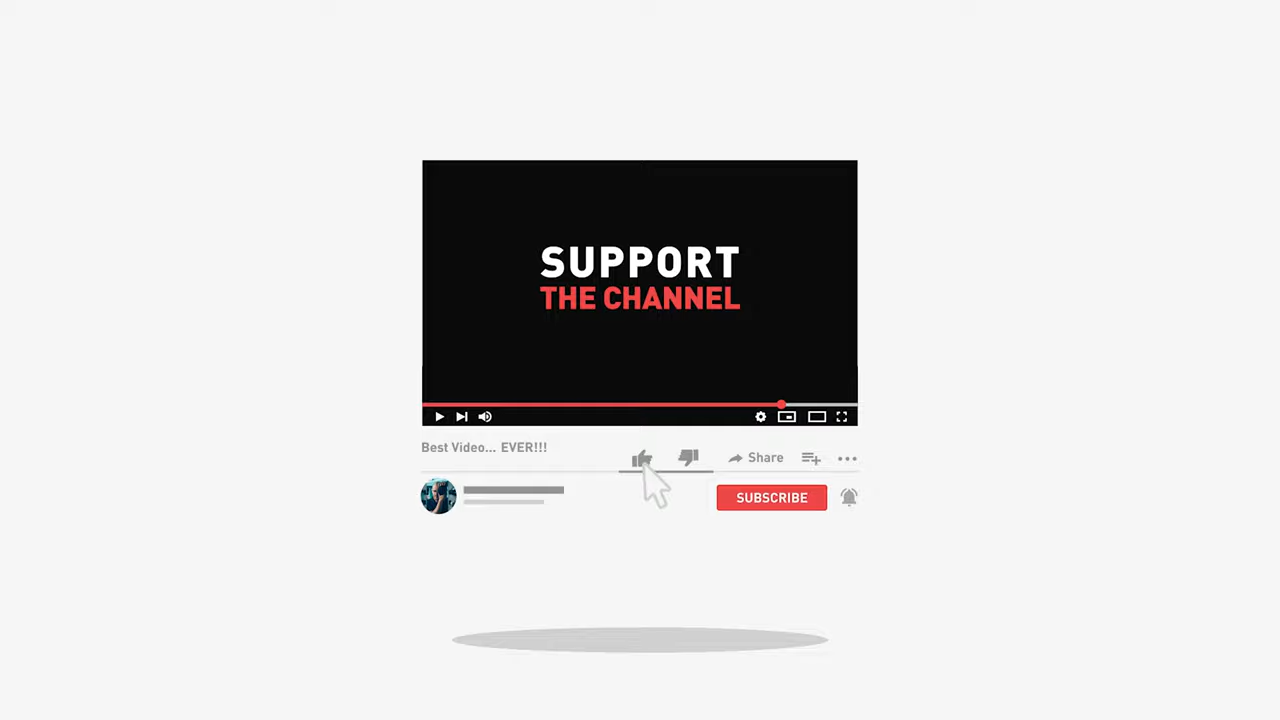 SUPPORT
THE CHANNEL
Best Video... EVER!!!
Share
SUBSCRIBE